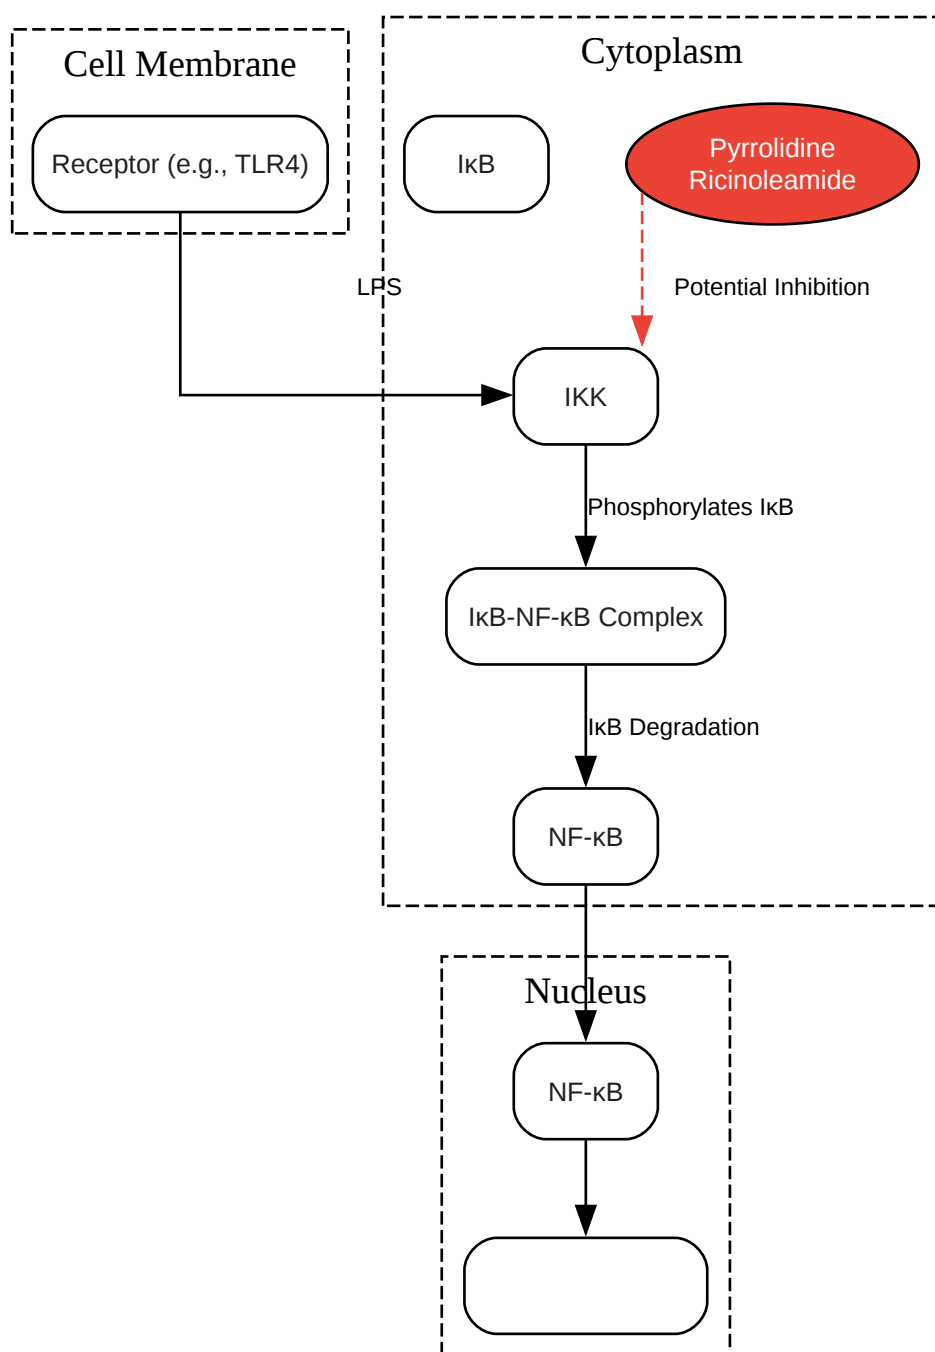 Cell Membrane
Cytoplasm
Receptor (e.g., TLR4)
IκB
Pyrrolidine
Ricinoleamide
LPS
Potential Inhibition
IKK
Phosphorylates IκB
IκB-NF-κB Complex
IκB Degradation
NF-κB
Nucleus
NF-κB